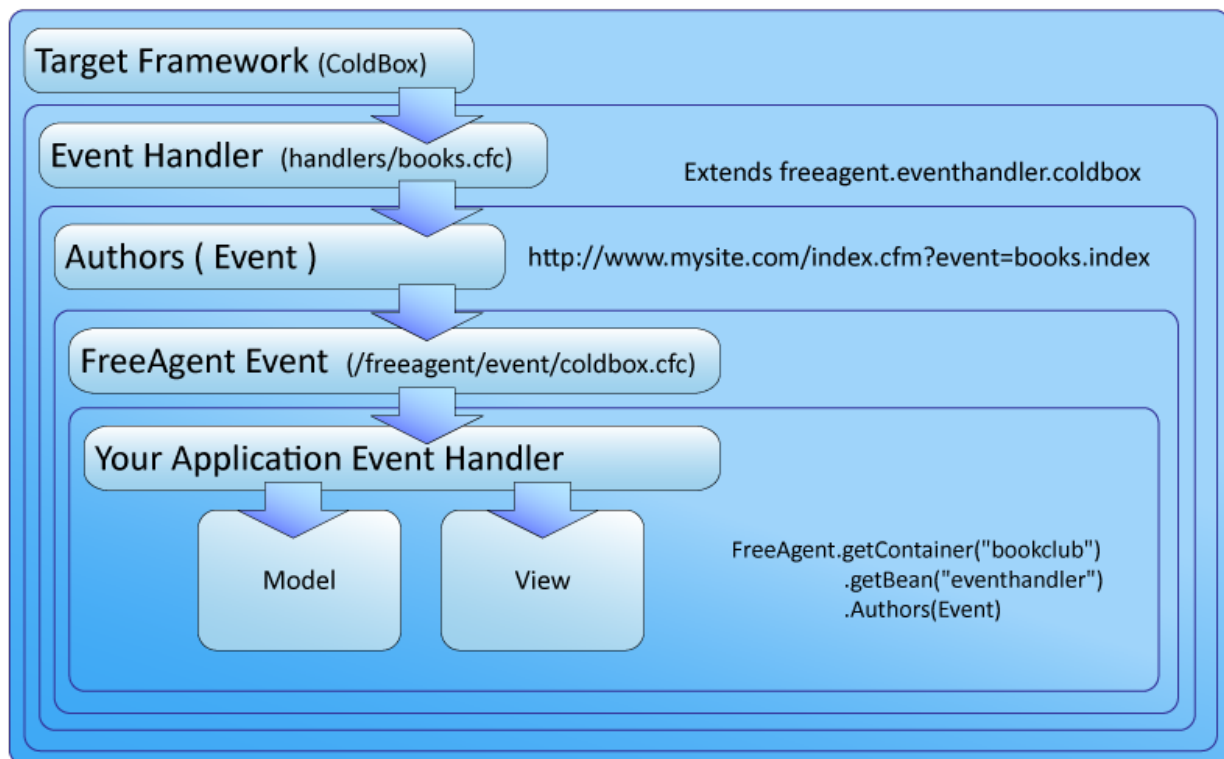 Target Framework (ColdBox)
Event Handler (handlers/books.cfc)
Extends freeagent.eventhandler.coldbox
Authors ( Event )
http://www.mysite.com/index.cfm?event=books.index
FreeAgent Event (/freeagent/event/coldbox.cfc)
Your Application Event Handler
Model
View
FreeAgent.getContainer("bookclub")
.getBean("eventhandler")
.Authors(Event)